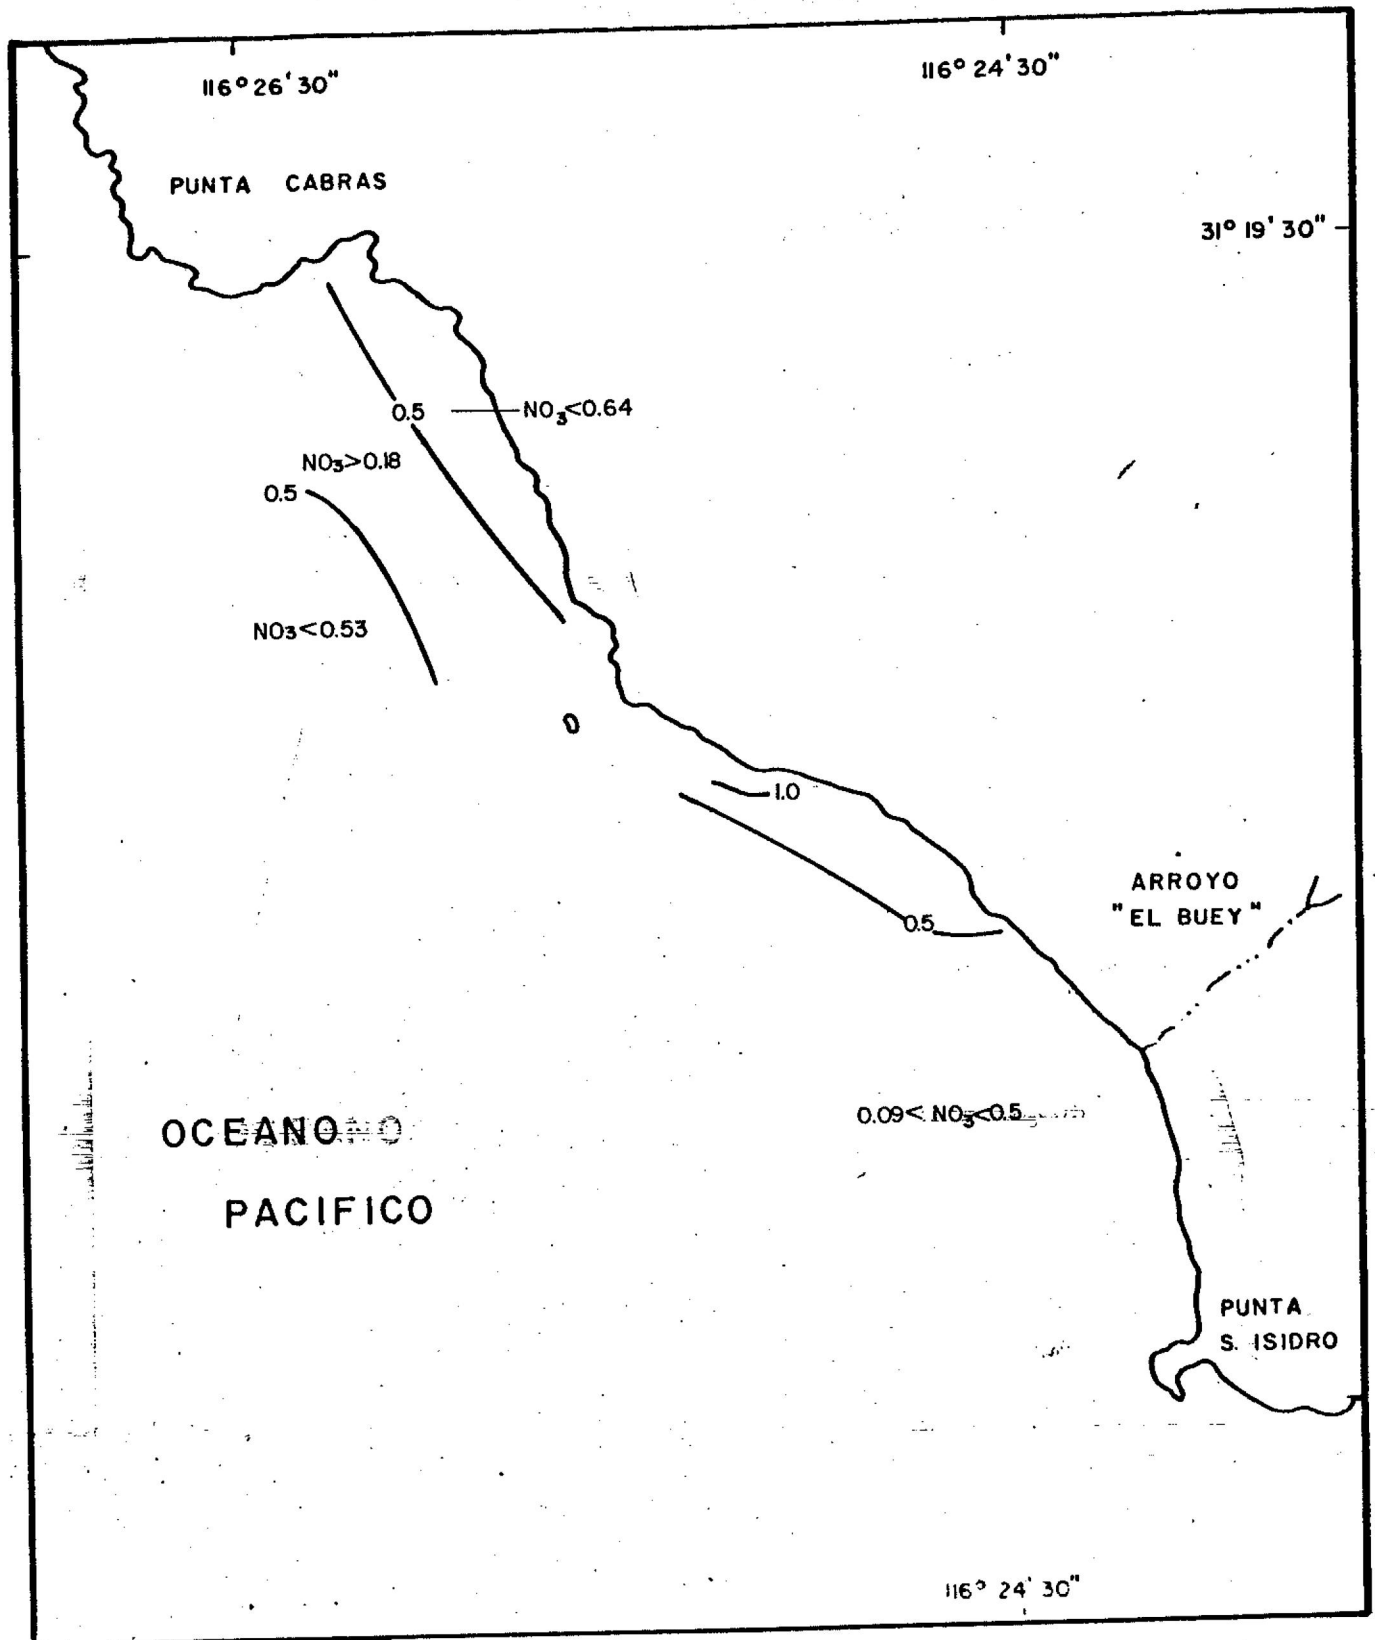 116° 26' 30"
116° 24' 30"
PUNTA CABRAS
31° 19' 30"
0.5
NO₃<0.64
NO₃>0.18
0.5
NO₃<0.53
1.0
0.5
ARROYO
"EL BUEY"
0.09< NO₃<0.5
OCEANO
PACIFICO
PUNTA
S. ISIDRO
116° 24' 30"